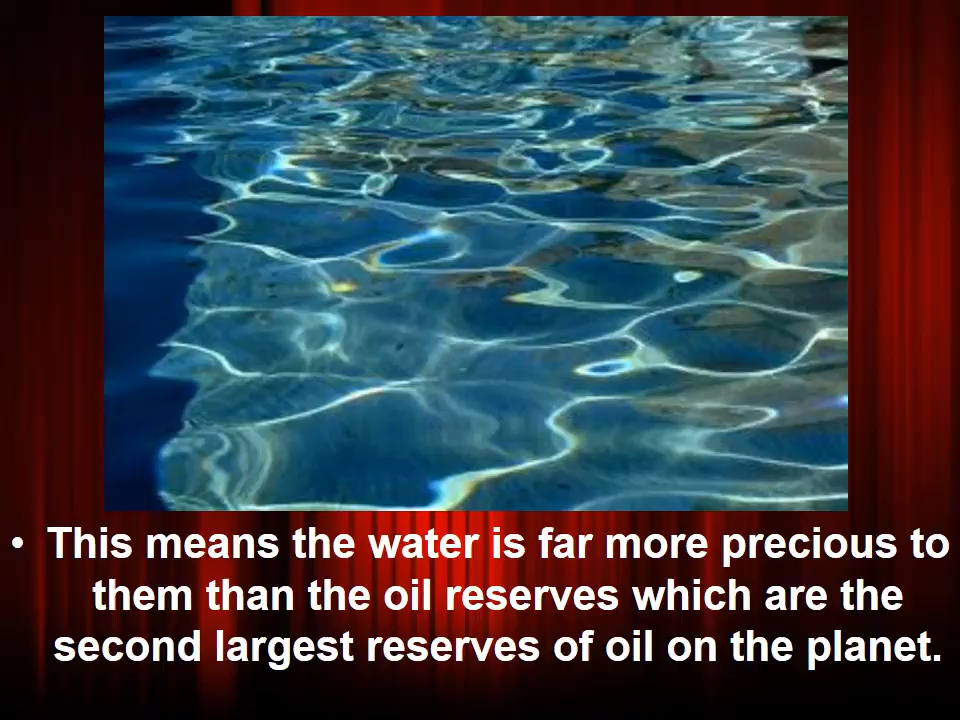 • This means the water is far more precious to
them than the oil reserves which are the
second largest reserves of oil on the planet.